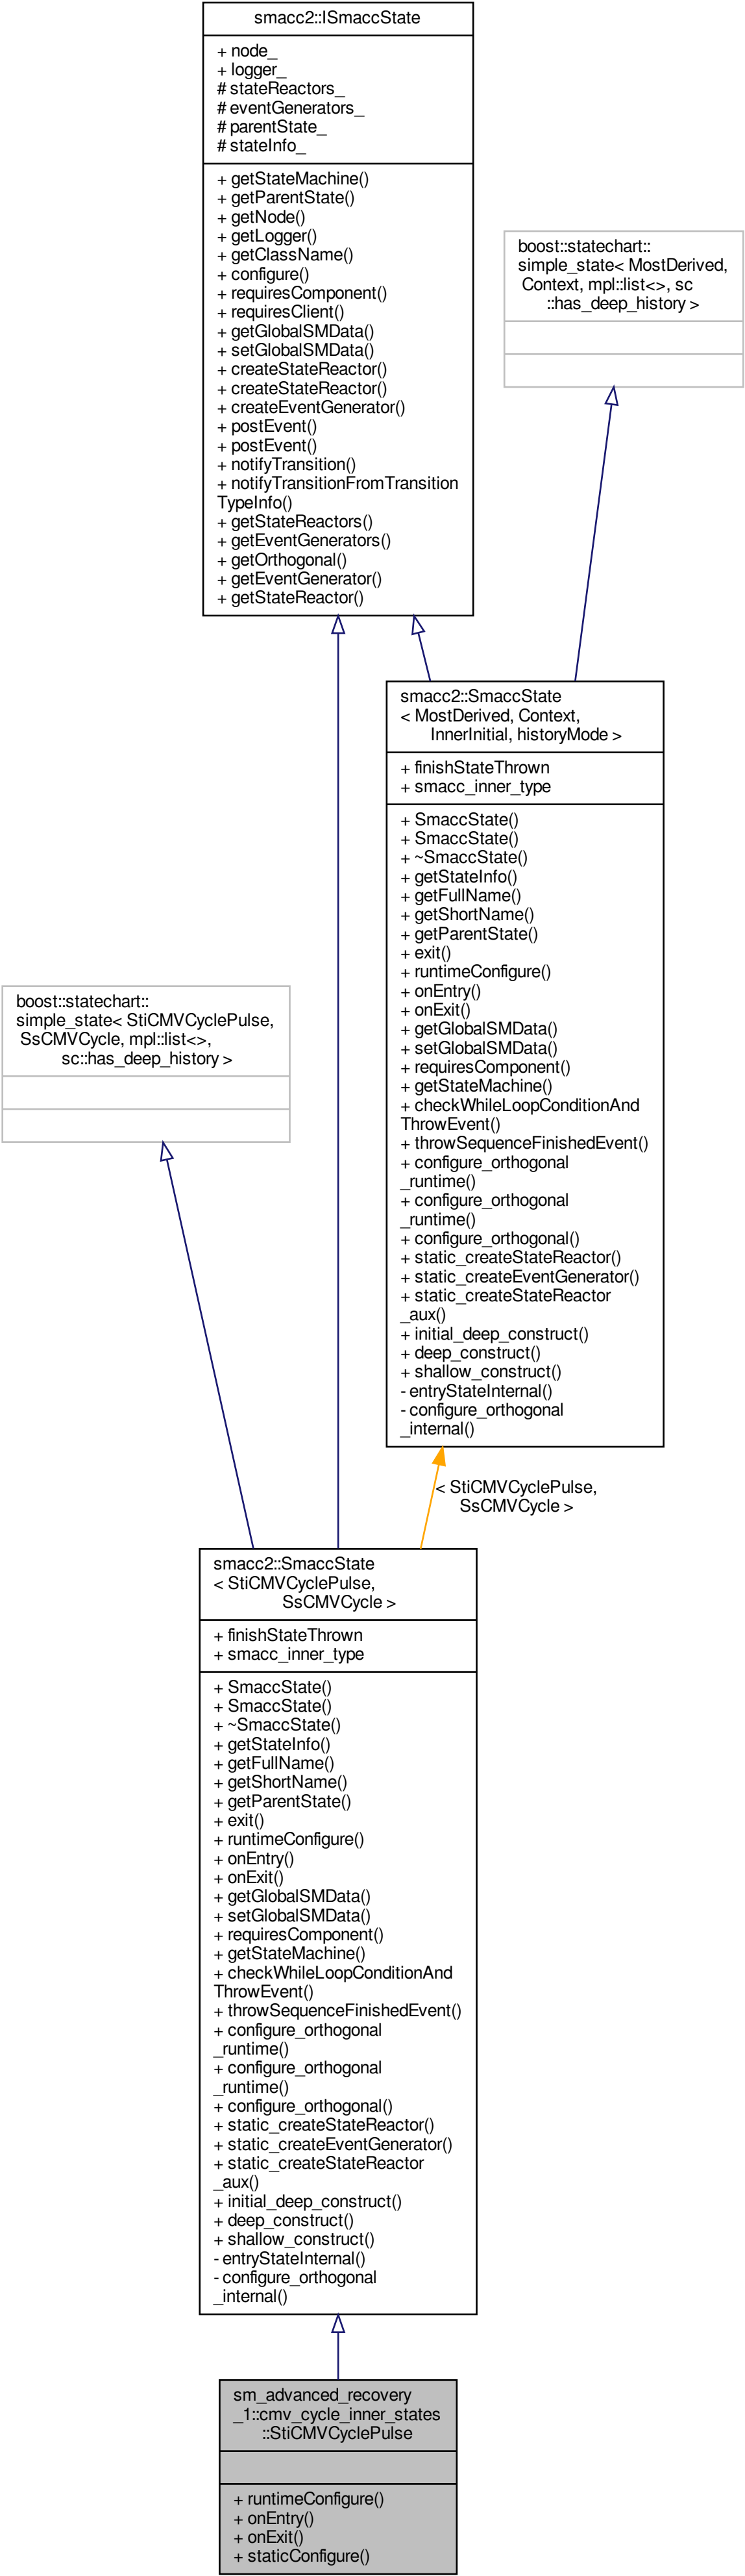 smacc2::ISmaccState
+ node_
+ logger_
# stateReactors_
# eventGenerators_
# parentState_
# stateInfo_
+ getStateMachine()
+ getParentState()
+ getNode()
+ getLogger()
+ getClassName()
+ configure()
+ requiresComponent()
+ requiresClient()
+ getGlobalSMData()
+ setGlobalSMData()
+ createStateReactor()
+ createStateReactor()
+ createEventGenerator()
+ postEvent()
+ postEvent()
+ notifyTransition()
+ notifyTransitionFromTransition
TypeInfo()
+ getStateReactors()
+ getEventGenerators()
+ getOrthogonal()
+ getEventGenerator()
+ getStateReactor()
boost::statechart::
simple_state< MostDerived,
Context, mpl::list<>, sc
::has_deep_history >
smacc2::SmaccState
< MostDerived, Context,
InnerInitial, historyMode >
+ finishStateThrown
+ smacc_inner_type
+ SmaccState()
+ SmaccState()
+ ~SmaccState()
+ getStateInfo()
+ getFullName()
+ getShortName()
+ getParentState()
+ exit()
+ runtimeConfigure()
+ onEntry()
+ onExit()
+ getGlobalSMData()
+ setGlobalSMData()
+ requiresComponent()
+ getStateMachine()
+ checkWhileLoopConditionAnd
ThrowEvent()
+ throwSequenceFinishedEvent()
+ configure_orthogonal
_runtime()
+ configure_orthogonal
_runtime()
+ configure_orthogonal()
+ static_createStateReactor()
+ static_createEventGenerator()
+ static_createStateReactor
_aux()
+ initial_deep_construct()
+ deep_construct()
+ shallow_construct()
- entryStateInternal()
- configure_orthogonal
_internal()
boost::statechart::
simple_state< StiCMVCyclePulse,
SsCMVCycle, mpl::list<>,
sc::has_deep_history >
< StiCMVCyclePulse,
SsCMVCycle >
smacc2::SmaccState
< StiCMVCyclePulse,
SsCMVCycle >
+ finishStateThrown
+ smacc_inner_type
+ SmaccState()
+ SmaccState()
+ ~SmaccState()
+ getStateInfo()
+ getFullName()
+ getShortName()
+ getParentState()
+ exit()
+ runtimeConfigure()
+ onEntry()
+ onExit()
+ getGlobalSMData()
+ setGlobalSMData()
+ requiresComponent()
+ getStateMachine()
+ checkWhileLoopConditionAnd
ThrowEvent()
+ throwSequenceFinishedEvent()
+ configure_orthogonal
_runtime()
+ configure_orthogonal
_runtime()
+ configure_orthogonal()
+ static_createStateReactor()
+ static_createEventGenerator()
+ static_createStateReactor
_aux()
+ initial_deep_construct()
+ deep_construct()
+ shallow_construct()
- entryStateInternal()
- configure_orthogonal
_internal()
sm_advanced_recovery
_1::cmv_cycle_inner_states
::StiCMVCyclePulse
+ runtimeConfigure()
+ onEntry()
+ onExit()
+ staticConfigure()